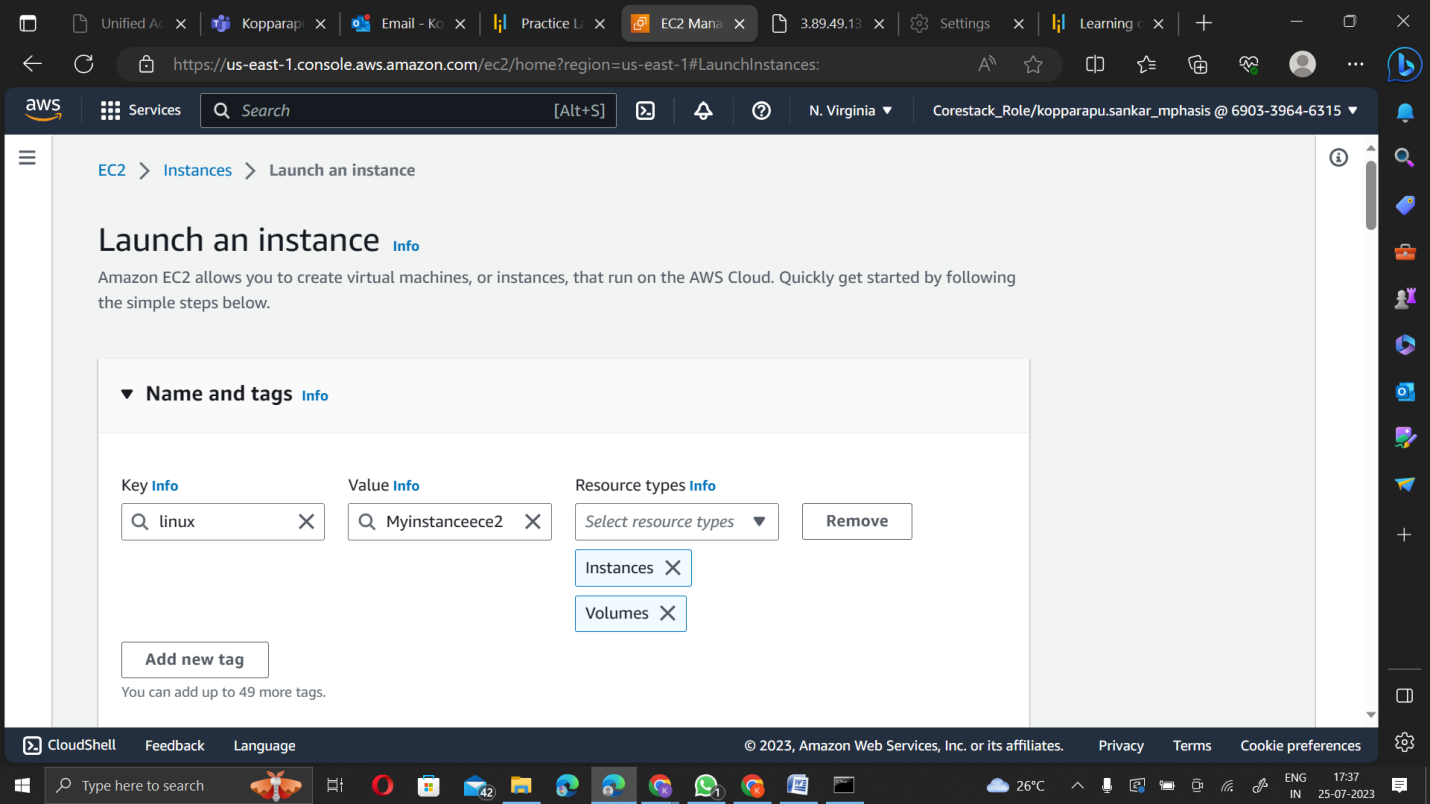 Unified Ac
Kopparap
Email - Ko
Practice La
EC2 Mana
3.89.49.13
Settings
Learning c
https://us-east-1.console.aws.amazon.com/ec2/home?region=us-east-1#LaunchInstances:
aws
Services
Search
[Alt+S]
N. Virginia
Corestack_Role/kopparapu.sankar_mphasis @ 6903-3964-6315
EC2
Instances
Launch an instance
Launch an instance Info
Amazon EC2 allows you to create virtual machines, or instances, that run on the AWS Cloud. Quickly get started by following
the simple steps below.
Name and tags Info
Key Info
Value Info
Resource types Info
linux
Myinstanceece2
Select resource types
Remove
Instances
Volumes
Add new tag
You can add up to 49 more tags.
CloudShell
Feedback
Language
© 2023, Amazon Web Services, Inc. or its affiliates.
Privacy
Terms
Cookie preferences
Type here to search
42
1
26°C
ENG
IN
17:37
25-07-2023